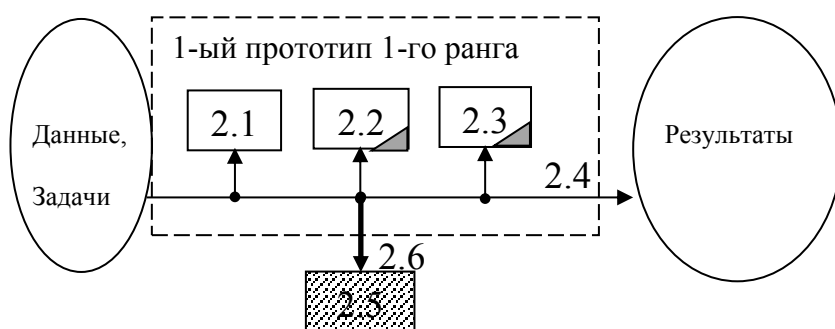 1-ый прототип 1-го ранга
2.1 2.2 2.3
Данные,
Задачи
Результаты
2.4
2.6
2.5